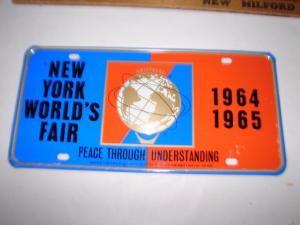 NEW MILFORD
NEW
YORK
WORLD'S
FAIR
1964
1965
PEACE THROUGH UNDERSTANDING